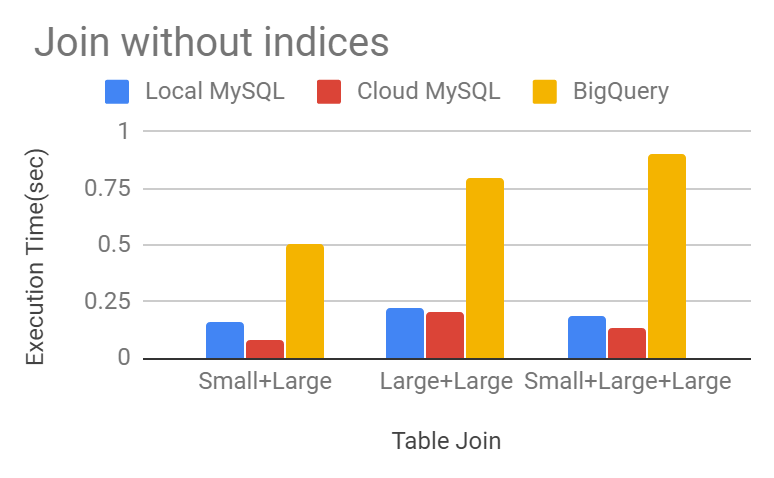 Join without indices
Local MySQL Cloud MySQL BigQuery
Execution Time(sec)
1
0.75
0.5
0.25
0
Small+Large Large+Large Small+Large+Large
Table Join